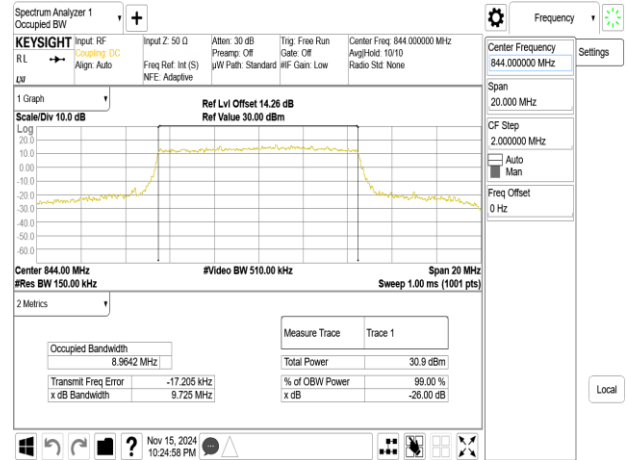 Spectrum Analyzer 1
Occupied BW
Frequency
KEYSIGHT
Input: RF
Input Z: 50 Ω
Atten: 30 dB
Trig: Free Run
Center Freq: 844.000000 MHz
RL
Coupling: DC
Preamp: Off
Gate: Off
Avg|Hold: 10/10
Align: Auto
Freq Ref: Int (S)
µW Path: Standard
#IF Gain: Low
Radio Std: None
LXI
NFE: Adaptive
Center Frequency
844.000000 MHz
Settings
Span
20.000 MHz
CF Step
2.000000 MHz
Auto
Man
Freq Offset
0 Hz
Local
1 Graph
Ref Lvl Offset 14.26 dB
Scale/Div 10.0 dB
Ref Value 30.00 dBm
Log
20.0
10.0
0.00
-10.0
-20.0
-30.0
-40.0
-50.0
-60.0
Center 844.00 MHz
#Video BW 510.00 kHz
Span 20 MHz
#Res BW 150.00 kHz
Sweep 1.00 ms (1001 pts)
2 Metrics
Measure Trace
Trace 1
Occupied Bandwidth
8.9642 MHz
Total Power
30.9 dBm
Transmit Freq Error
-17.205 kHz
% of OBW Power
99.00 %
x dB Bandwidth
9.725 MHz
x dB
-26.00 dB
?
Nov 15, 2024
10:24:58 PM